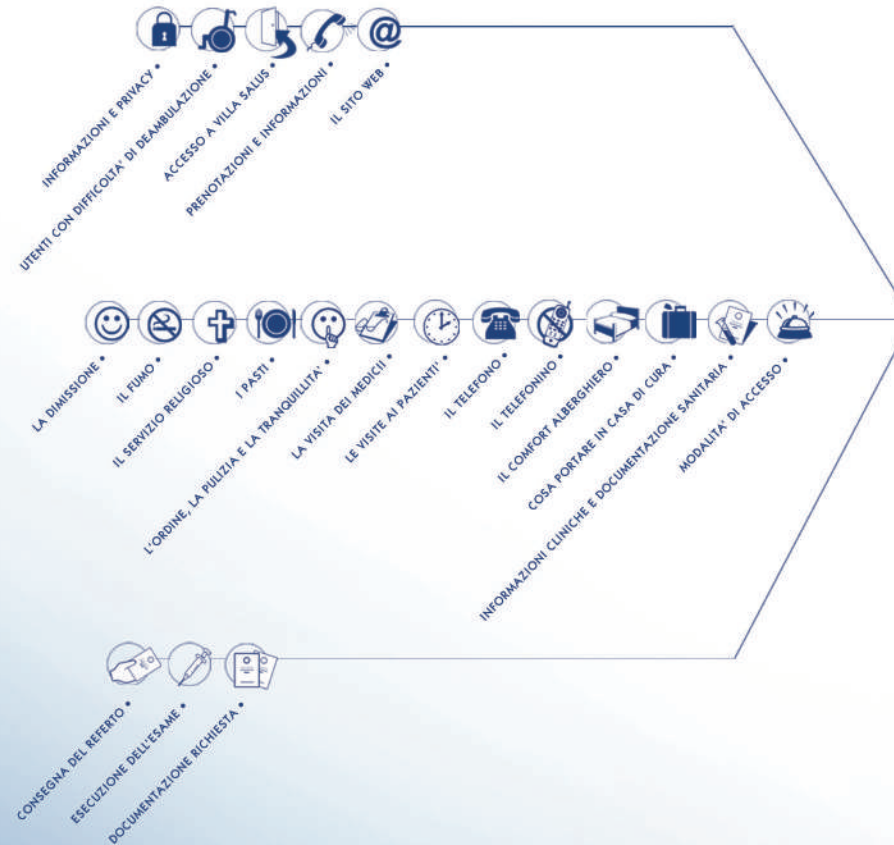 INFORMAZIONI E PRIVACY •
UTENTI CON DIFFICOLTA' DI DEAMBULAZIONE •
ACCESSO A VILLA SALUS •
PRENOTAZIONI E INFORMAZIONI •
IL SITO WEB •
@
LA DIMISSIONE •
IL FUMO •
IL SERVIZIO RELIGIOSO •
I PASTI •
L'ORDINE, LA PULIZIA E LA TRANQUILLITA' •
LA VISITA DEI MEDICII •
LE VISITE AI PAZIENTI' •
IL TELEFONO •
IL TELEFONINO •
IL COMFORT ALBERGHIERO •
COSA PORTARE IN CASA DI CURA •
INFORMAZIONI CLINICHE E DOCUMENTAZIONE SANITARIA •
MODALITA' DI ACCESSO •
CONSEGNA DEL REFERTO •
ESECUZIONE DELL'ESAME •
DOCUMENTAZIONE RICHIESTA •